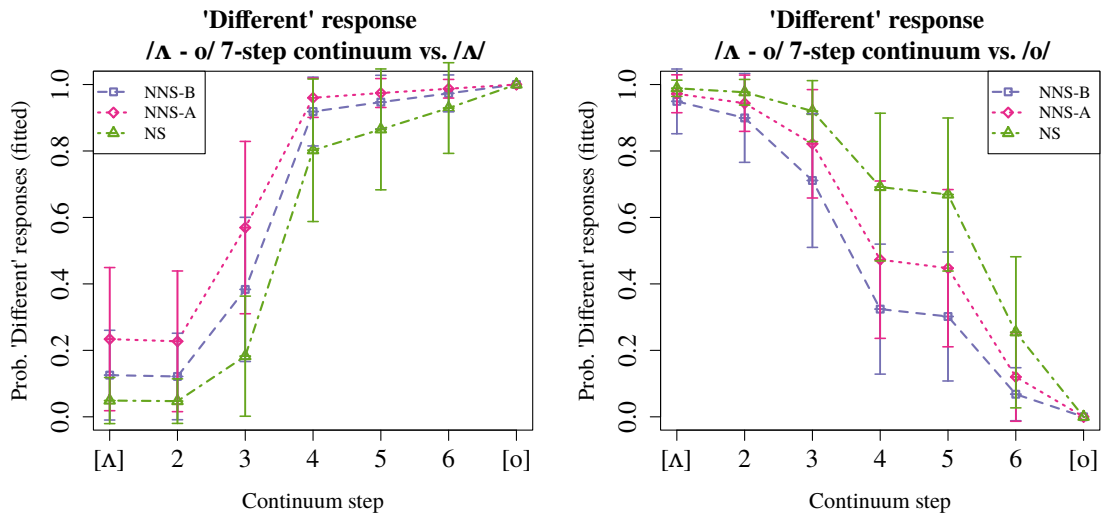 'Different' response
/Λ - o/ 7-step continuum vs. /Λ/
NNS-B
NNS-A
NS
Prob. 'Different' responses (fitted)
1.0
0.8
0.6
0.4
0.2
0.0
[Λ] 2 3 4 5 6 [o]
Continuum step
'Different' response
/Λ - o/ 7-step continuum vs. /o/
NNS-B
NNS-A
NS
Prob. 'Different' responses (fitted)
1.0
0.8
0.6
0.4
0.2
0.0
[Λ] 2 3 4 5 6 [o]
Continuum step